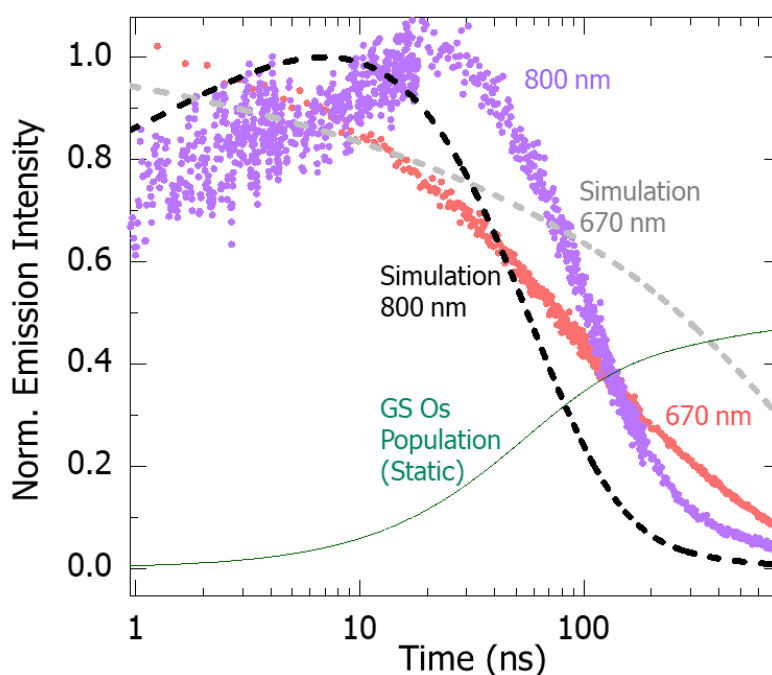 1.0
0.8
0.6
0.4
0.2
0.0
Norm. Emission Intensity
800 nm
Simulation
670 nm
Simulation
800 nm
GS Os
Population
(Static)
670 nm
1
10
100
Time (ns)